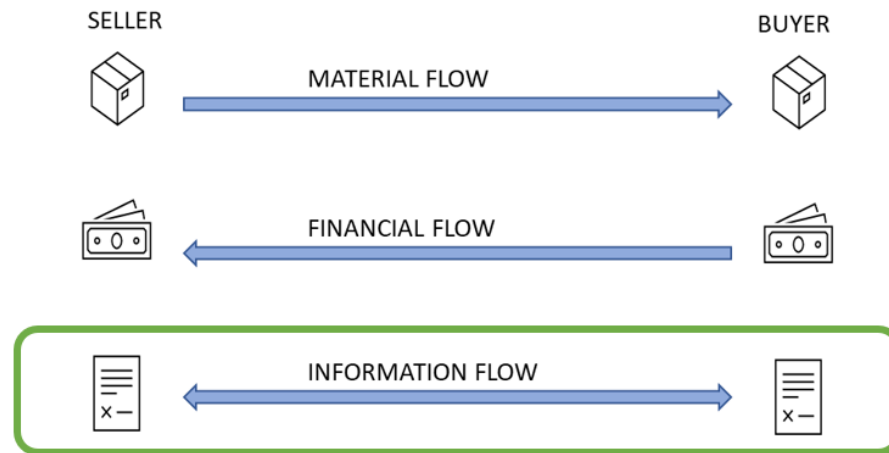 SELLER
BUYER
MATERIAL FLOW
FINANCIAL FLOW
INFORMATION FLOW